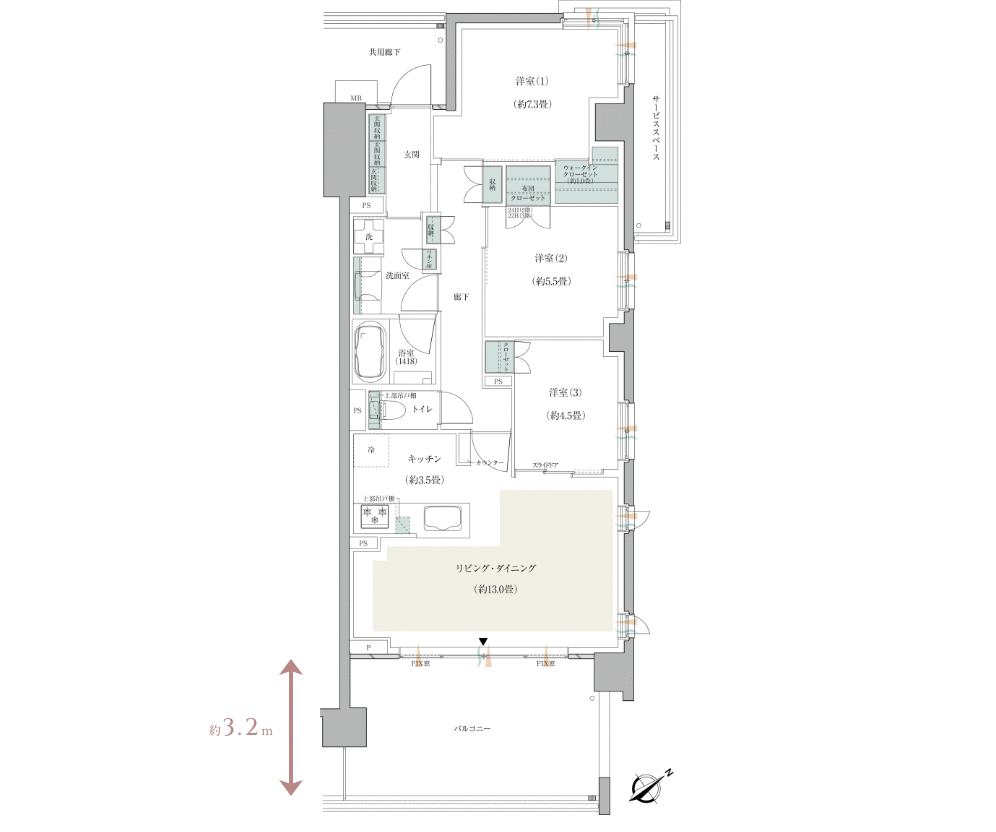 共用廊下
MB
玄関収納
玄関収納
玄関収納
玄関
PS
洋室(1)
(約7.3畳)
サービススペース
収納
布団
クローゼット
ウォークイン
クローゼット
(約1.0畳)
収納
リネン庫
洗
洗面室
廊下
洋室(2)
(約5.5畳)
浴室
(1418)
クローゼット
PS
洋室(3)
(約4.5畳)
PS
上部吊戸棚
トイレ
冷
キッチン
(約3.5畳)
カウンター
スライドドア
上部吊戸棚
PS
リビング・ダイニング
(約13.0畳)
P
FIX窓
FIX窓
約3.2m
バルコニー
N